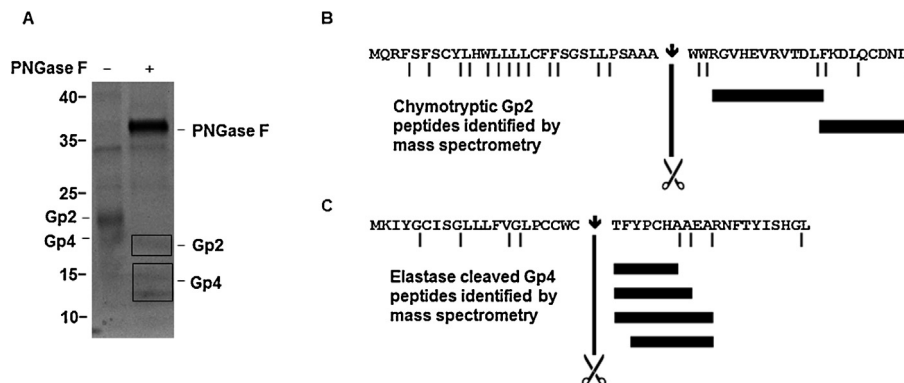 A
PNGase F – +
40
35
25
15
10
Gp2
Gp4
PNGase F
Gp2
Gp4
B
MQRFSFSCYLHWLLLLCFFSGSLLPSAAA WWRGVHEVRVTDLFKDLQCDNL
Chymotryptic Gp2
peptides identified by
mass spectrometry
C
MKIYGCISGLLLFVGLPCCWC TFYPCHAAEARNFTYISHGL
Elastase cleaved Gp4
peptides identified by
mass spectrometry